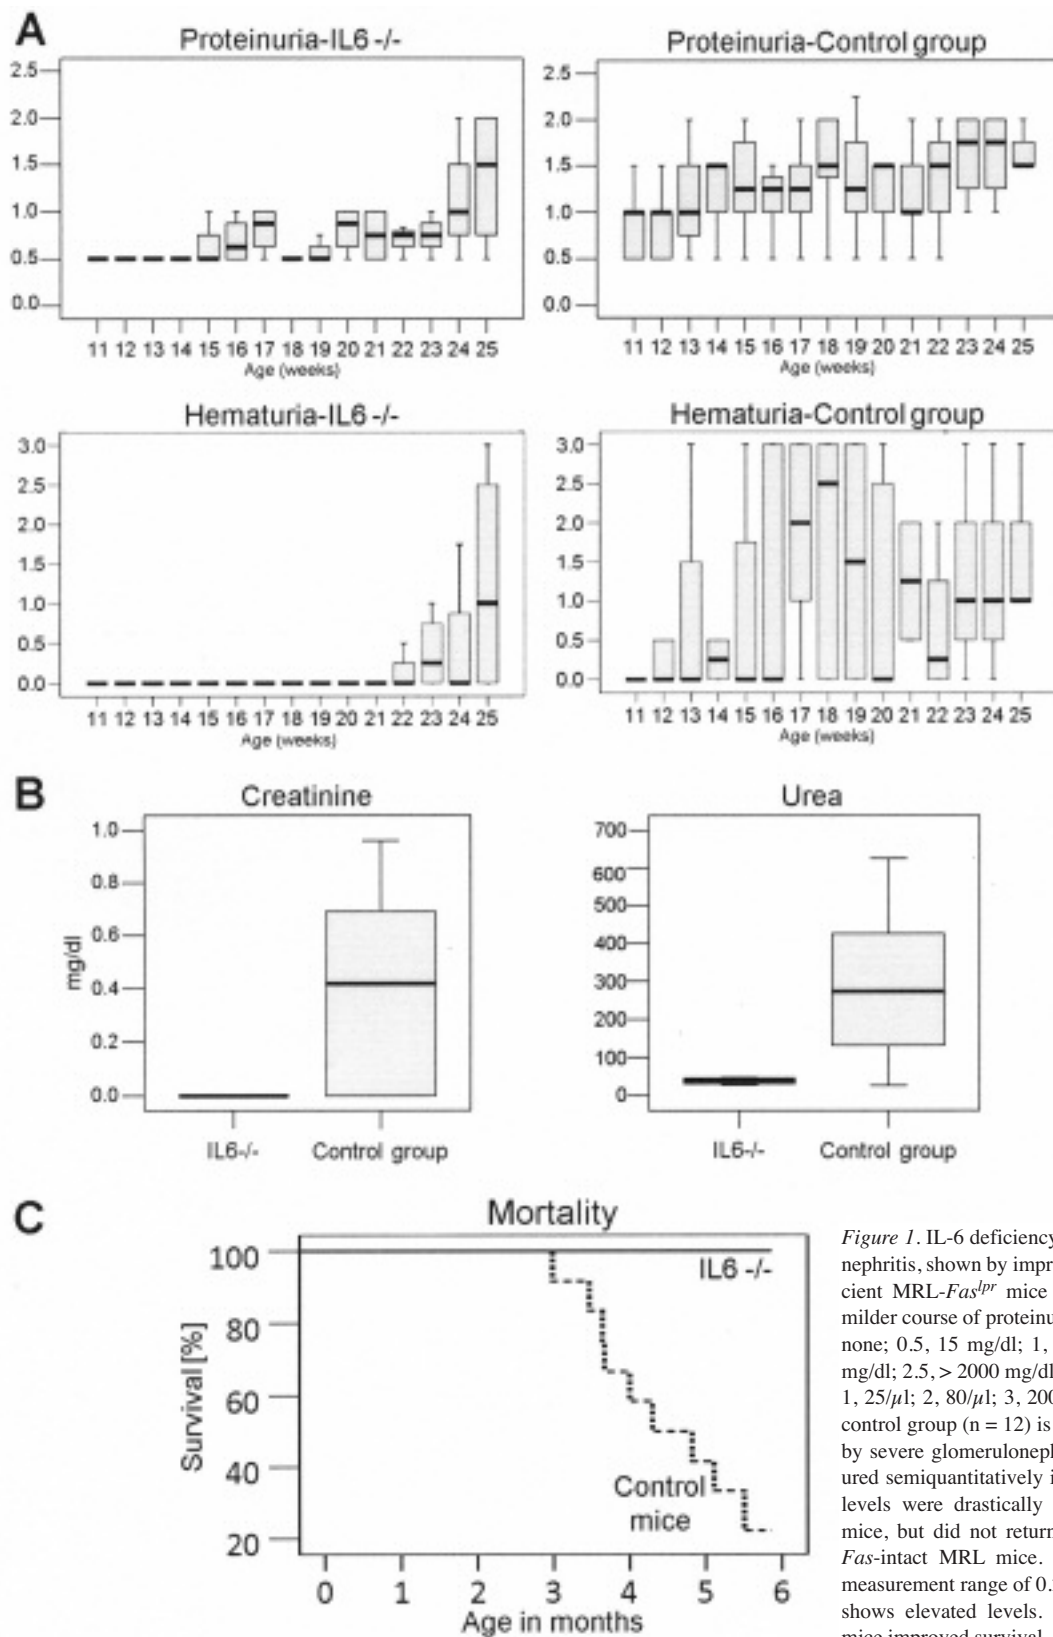 A
Proteinuria-IL6 -/-
2.5
2.0
1.5
1.0
0.5
0.0
11 12 13 14 15 16 17 18 19 20 21 22 23 24 25
Age (weeks)
Proteinuria-Control group
2.5
2.0
1.5
1.0
0.5
0.0
11 12 13 14 15 16 17 18 19 20 21 22 23 24 25
Age (weeks)
Hematuria-IL6 -/-
3.0
2.5
2.0
1.5
1.0
0.5
0.0
11 12 13 14 15 16 17 18 19 20 21 22 23 24 25
Age (weeks)
Hematuria-Control group
3.0
2.5
2.0
1.5
1.0
0.5
0.0
11 12 13 14 15 16 17 18 19 20 21 22 23 24 25
Age (weeks)
B
Creatinine
mg/dl
1.0
0.8
0.6
0.4
0.2
0.0
IL6-/- Control group
Urea
700
600
500
400
300
200
100
0
IL6-/- Control group
C
Mortality
Survival [%]
100
80
60
40
20
IL6 -/-
Control
mice
0 1 2 3 4 5 6
Age in months
Figure 1. IL-6 deficiency
nephritis, shown by impr
cient MRL-Fas^lpr mice
milder course of proteinu
none; 0.5, 15 mg/dl; 1,
mg/dl; 2.5, > 2000 mg/dl
1, 25/µl; 2, 80/µl; 3, 200
control group (n = 12) is
by severe glomeruloneph
ured semiquantitatively i
levels were drastically
mice, but did not return
Fas-intact MRL mice.
measurement range of 0.
shows elevated levels.
mice improved survival